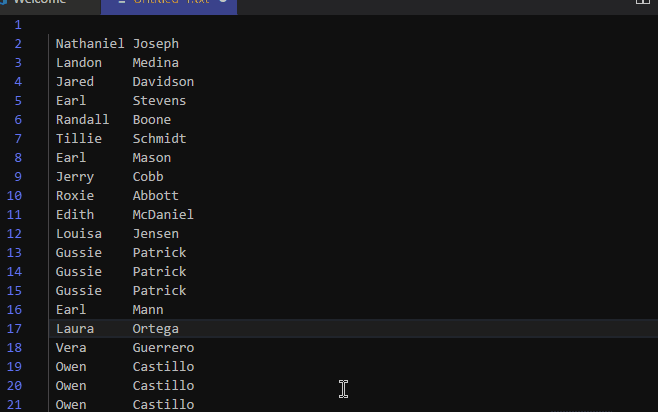 Welcome Untitled-1.txt
1
2 Nathaniel Joseph
3 Landon Medina
4 Jared Davidson
5 Earl Stevens
6 Randall Boone
7 Tillie Schmidt
8 Earl Mason
9 Jerry Cobb
10 Roxie Abbott
11 Edith McDaniel
12 Louisa Jensen
13 Gussie Patrick
14 Gussie Patrick
15 Gussie Patrick
16 Earl Mann
17 Laura Ortega
18 Vera Guerrero
19 Owen Castillo
20 Owen Castillo
21 Owen Castillo